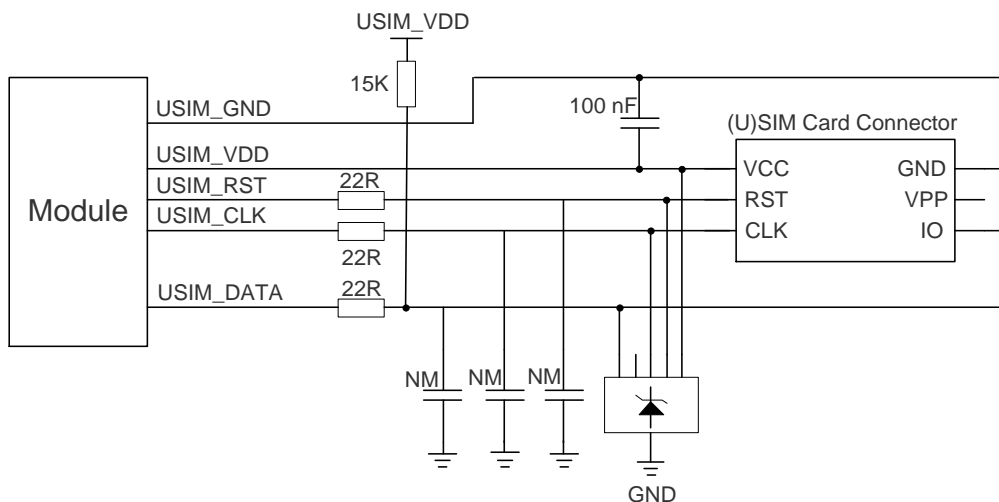 USIM_VDD
15K
USIM_GND
100 nF
(U)SIM Card Connector
USIM_VDD
VCC
GND
USIM_RST
22R
RST
VPP
Module
USIM_CLK
CLK
IO
22R
USIM_DATA
22R
NM
NM
NM
GND